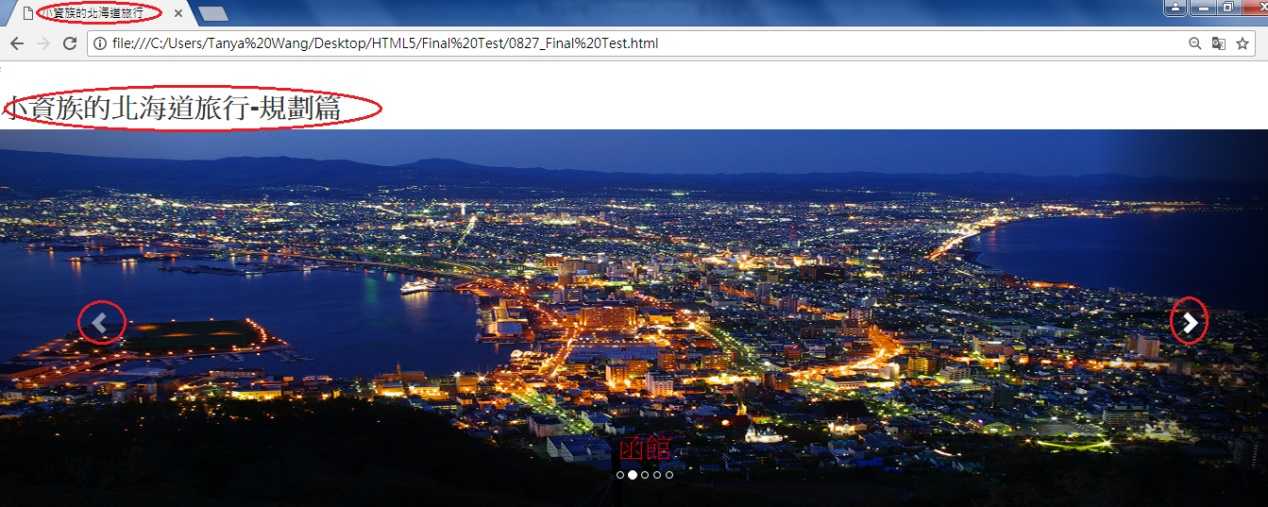 小資族的北海道旅行
file:///C:/Users/Tanya%20Wang/Desktop/HTML5/Final%20Test/0827_Final%20Test.html
小資族的北海道旅行-規劃篇
函館